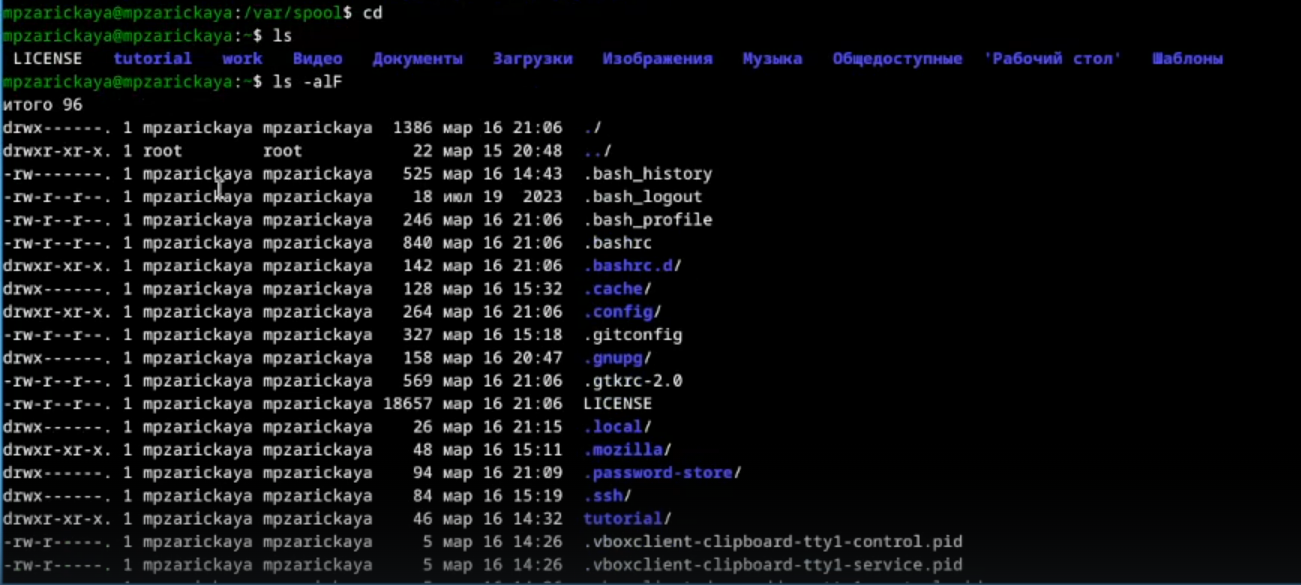 mpzarickaya@mpzarickaya:/var/spool$ cd
mpzarickaya@mpzarickaya:~$ ls
LICENSE tutorial work Видео Документы Загрузки Изображения Музыка Общедоступные 'Рабочий стол' Шаблоны
mpzarickaya@mpzarickaya:~$ ls -alF
итого 96
drwx------. 1 mpzarickaya mpzarickaya 1386 мар 16 21:06 ./
drwxr-xr-x. 1 root root 22 мар 15 20:48 ../
-rw-------. 1 mpzarickaya mpzarickaya 525 мар 16 14:43 .bash_history
-rw-r--r--. 1 mpzarickaya mpzarickaya 18 июл 19 2023 .bash_logout
-rw-r--r--. 1 mpzarickaya mpzarickaya 246 мар 16 21:06 .bash_profile
-rw-r--r--. 1 mpzarickaya mpzarickaya 840 мар 16 21:06 .bashrc
drwxr-xr-x. 1 mpzarickaya mpzarickaya 142 мар 16 21:06 .bashrc.d/
drwx------. 1 mpzarickaya mpzarickaya 128 мар 16 15:32 .cache/
drwxr-xr-x. 1 mpzarickaya mpzarickaya 264 мар 16 21:06 .config/
-rw-r--r--. 1 mpzarickaya mpzarickaya 327 мар 16 15:18 .gitconfig
drwx------. 1 mpzarickaya mpzarickaya 158 мар 16 20:47 .gnupg/
-rw-r--r--. 1 mpzarickaya mpzarickaya 569 мар 16 21:06 .gtkrc-2.0
-rw-r--r--. 1 mpzarickaya mpzarickaya 18657 мар 16 21:06 LICENSE
drwx------. 1 mpzarickaya mpzarickaya 26 мар 16 21:15 .local/
drwxr-xr-x. 1 mpzarickaya mpzarickaya 48 мар 16 15:11 .mozilla/
drwx------. 1 mpzarickaya mpzarickaya 94 мар 16 21:09 .password-store/
drwx------. 1 mpzarickaya mpzarickaya 84 мар 16 15:19 .ssh/
drwxr-xr-x. 1 mpzarickaya mpzarickaya 46 мар 16 14:32 tutorial/
-rw-r-----. 1 mpzarickaya mpzarickaya 5 мар 16 14:26 .vboxclient-clipboard-tty1-control.pid
-rw-r-----. 1 mpzarickaya mpzarickaya 5 мар 16 14:26 .vboxclient-clipboard-tty1-service.pid